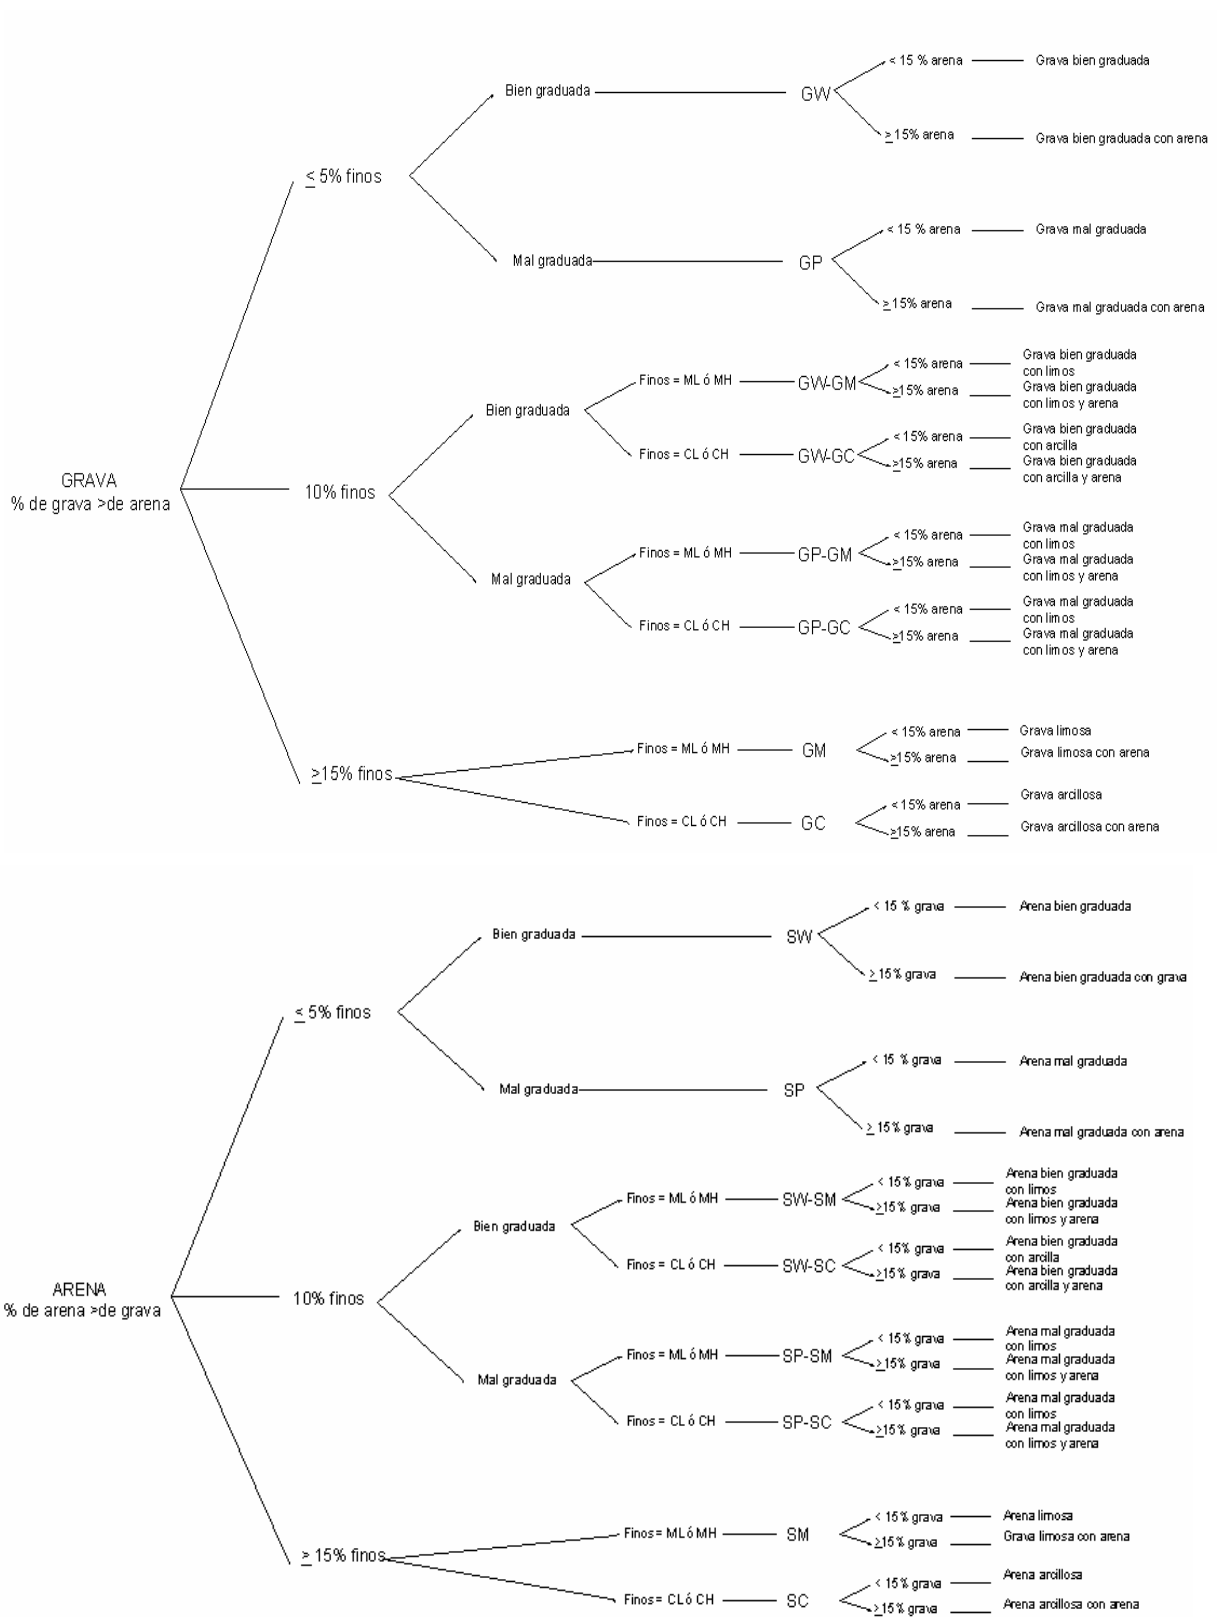 < 15 % arena Grava bien graduada
Bien graduada GW
≥15% arena Grava bien graduada con arena
≤ 5% finos
< 15 % arena Grava mal graduada
Mal graduada GP
≥15% arena Grava mal graduada con arena
Grava bien graduada
< 15% arena con limos
Finos = ML ó MH GW-GM
≥15% arena Grava bien graduada
con limos y arena
Bien graduada
Grava bien graduada
< 15% arena con arcilla
Finos = CL ó CH GW-GC
≥15% arena Grava bien graduada
con arcilla y arena
GRAVA
% de grava >de arena
10% finos
Grava mal graduada
< 15% arena con limos
Finos = ML ó MH GP-GM
≥15% arena Grava mal graduada
con limos y arena
Mal graduada
Grava mal graduada
< 15% arena con limos
Finos = CL ó CH GP-GC
≥15% arena Grava mal graduada
con limos y arena
< 15% arena Grava limosa
Finos = ML ó MH GM
≥15% arena Grava limosa con arena
≥15% finos
< 15% arena Grava arcillosa
Finos = CL ó CH GC
≥15% arena Grava arcillosa con arena
< 15 % grava Arena bien graduada
Bien graduada SW
≥ 15% grava Arena bien graduada con grava
≤ 5% finos
< 15 % grava Arena mal graduada
Mal graduada SP
≥ 15% grava Arena mal graduada con arena
Arena bien graduada
< 15% grava con limos
Finos = ML ó MH SW-SM
≥15% grava Arena bien graduada
con limos y arena
Bien graduada
Arena bien graduada
< 15% grava con arcilla
Finos = CL ó CH SW-SC
≥15% grava Arena bien graduada
con arcilla y arena
ARENA
% de arena >de grava
10% finos
Arena mal graduada
< 15% grava con limos
Finos = ML ó MH SP-SM
≥15% grava Arena mal graduada
con limos y arena
Mal graduada
Arena mal graduada
< 15% grava con limos
Finos = CL ó CH SP-SC
≥15% grava Arena mal graduada
con limos y arena
< 15% grava Arena limosa
Finos = ML ó MH SM
≥15% grava Grava limosa con arena
≥ 15% finos
< 15% grava Arena arcillosa
Finos = CL ó CH SC
≥15% grava Arena arcillosa con arena